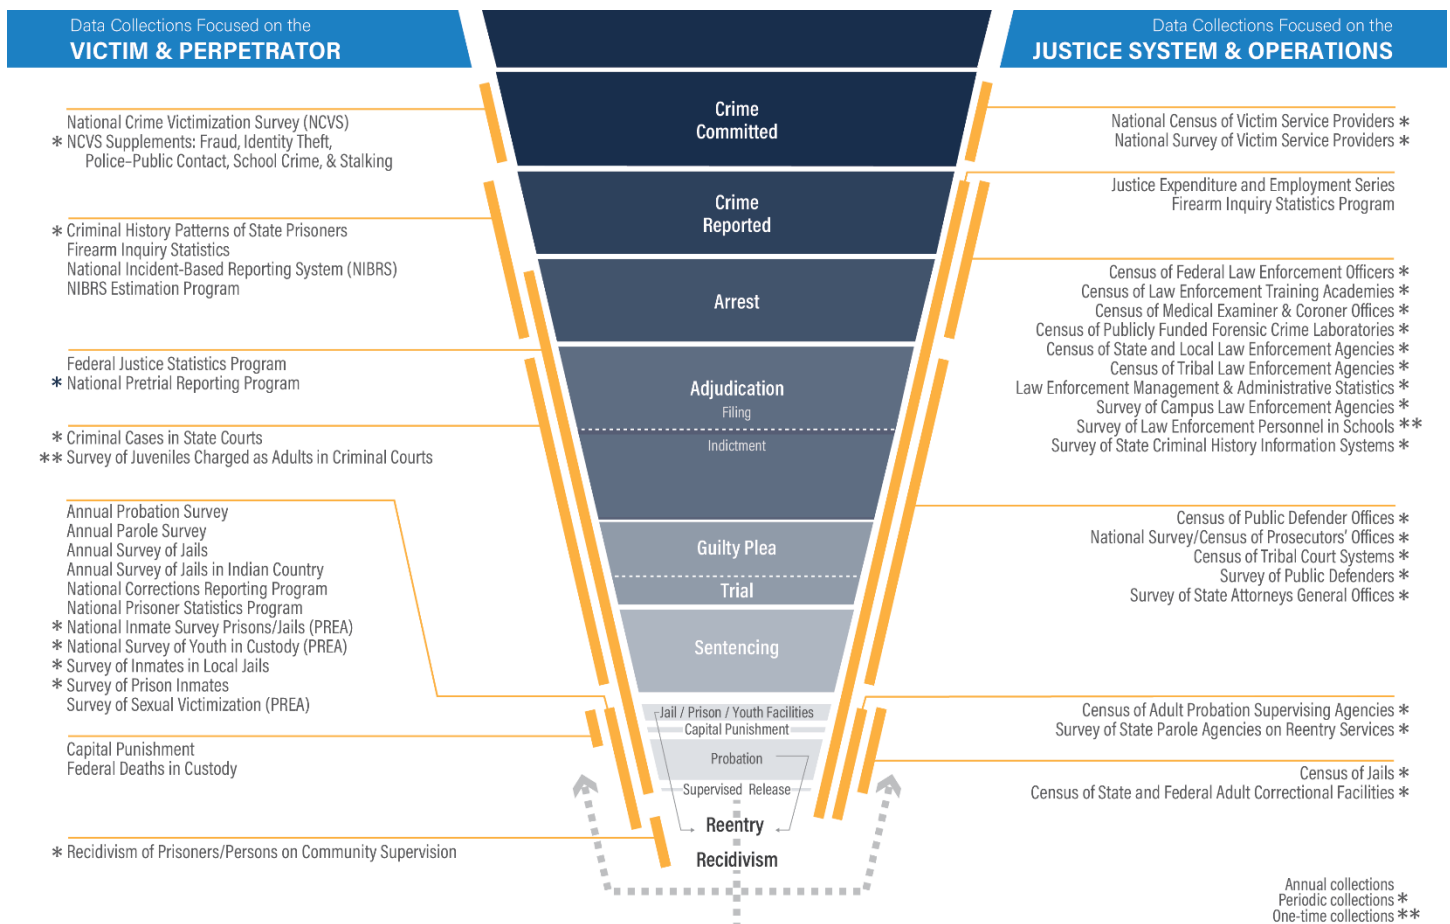 Data Collections Focused on the
VICTIM & PERPETRATOR
National Crime Victimization Survey (NCVS)
* NCVS Supplements: Fraud, Identity Theft,
Police–Public Contact, School Crime, & Stalking
* Criminal History Patterns of State Prisoners
Firearm Inquiry Statistics
National Incident-Based Reporting System (NIBRS)
NIBRS Estimation Program
Federal Justice Statistics Program
* National Pretrial Reporting Program
* Criminal Cases in State Courts
** Survey of Juveniles Charged as Adults in Criminal Courts
Annual Probation Survey
Annual Parole Survey
Annual Survey of Jails
Annual Survey of Jails in Indian Country
National Corrections Reporting Program
National Prisoner Statistics Program
* National Inmate Survey Prisons/Jails (PREA)
* National Survey of Youth in Custody (PREA)
* Survey of Inmates in Local Jails
* Survey of Prison Inmates
Survey of Sexual Victimization (PREA)
Capital Punishment
Federal Deaths in Custody
* Recidivism of Prisoners/Persons on Community Supervision
Crime
Committed
Crime
Reported
Arrest
Adjudication
Filing
Indictment
Guilty Plea
Trial
Sentencing
Jail / Prison / Youth Facilities
Capital Punishment
Probation
Supervised Release
Reentry
Recidivism
Data Collections Focused on the
JUSTICE SYSTEM & OPERATIONS
National Census of Victim Service Providers *
National Survey of Victim Service Providers *
Justice Expenditure and Employment Series
Firearm Inquiry Statistics Program
Census of Federal Law Enforcement Officers *
Census of Law Enforcement Training Academies *
Census of Medical Examiner & Coroner Offices *
Census of Publicly Funded Forensic Crime Laboratories *
Census of State and Local Law Enforcement Agencies *
Census of Tribal Law Enforcement Agencies *
Law Enforcement Management & Administrative Statistics *
Survey of Campus Law Enforcement Agencies *
Survey of Law Enforcement Personnel in Schools **
Survey of State Criminal History Information Systems *
Census of Public Defender Offices *
National Survey/Census of Prosecutors' Offices *
Census of Tribal Court Systems *
Survey of Public Defenders *
Survey of State Attorneys General Offices *
Census of Adult Probation Supervising Agencies *
Survey of State Parole Agencies on Reentry Services *
Census of Jails *
Census of State and Federal Adult Correctional Facilities *
Annual collections
Periodic collections *
One-time collections **